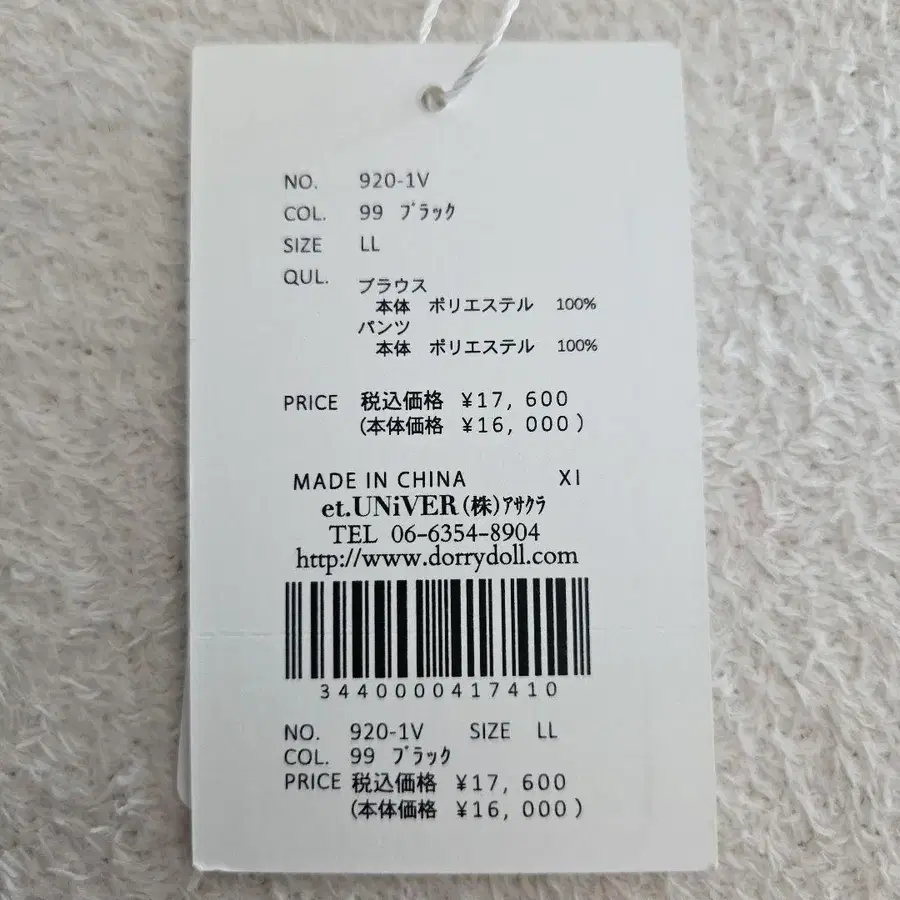 NO. 920-1V
COL. 99 ﾌﾞﾗｯｸ
SIZE LL
QUL. ブラウス
本体 ポリエステル 100%
パンツ
本体 ポリエステル 100%
PRICE 税込価格 ¥17,600
(本体価格 ¥16,000)
MADE IN CHINA XI
et.UNiVER(株)ｱｻｸﾗ
TEL 06-6354-8904
http://www.dorrydoll.com
3440000417410
NO. 920-1V SIZE LL
COL. 99 ﾌﾞﾗｯｸ
PRICE 税込価格 ¥17,600
(本体価格 ¥16,000)